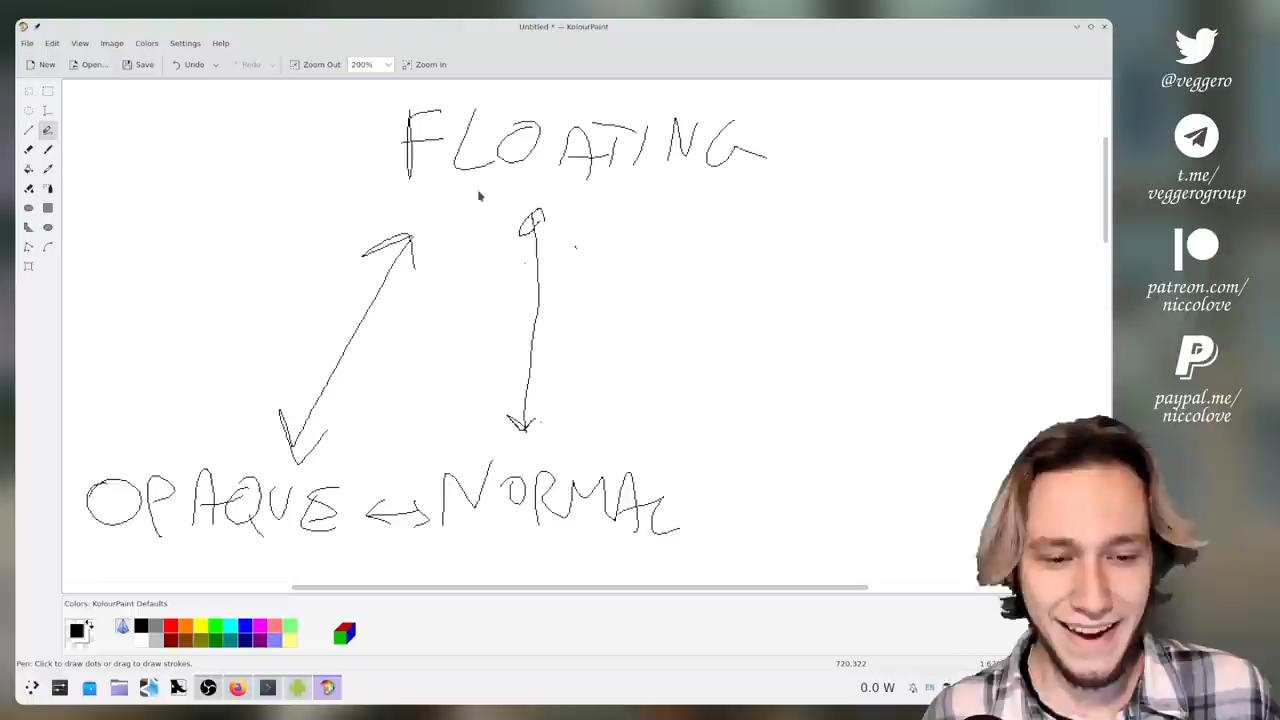 Untitled * — KolourPaint
File Edit View Image Colors Settings Help
New Open... Save Undo Redo Zoom Out 200% Zoom In
FLOATING
OPAQUE ↔ NORMAL
Colors: KolourPaint Defaults
Pen: Click to draw dots or drag to draw strokes.
720,322
0.0 W EN
@veggero
t.me/
veggerogroup
patreon.com/
niccolove
paypal.me/
niccolove